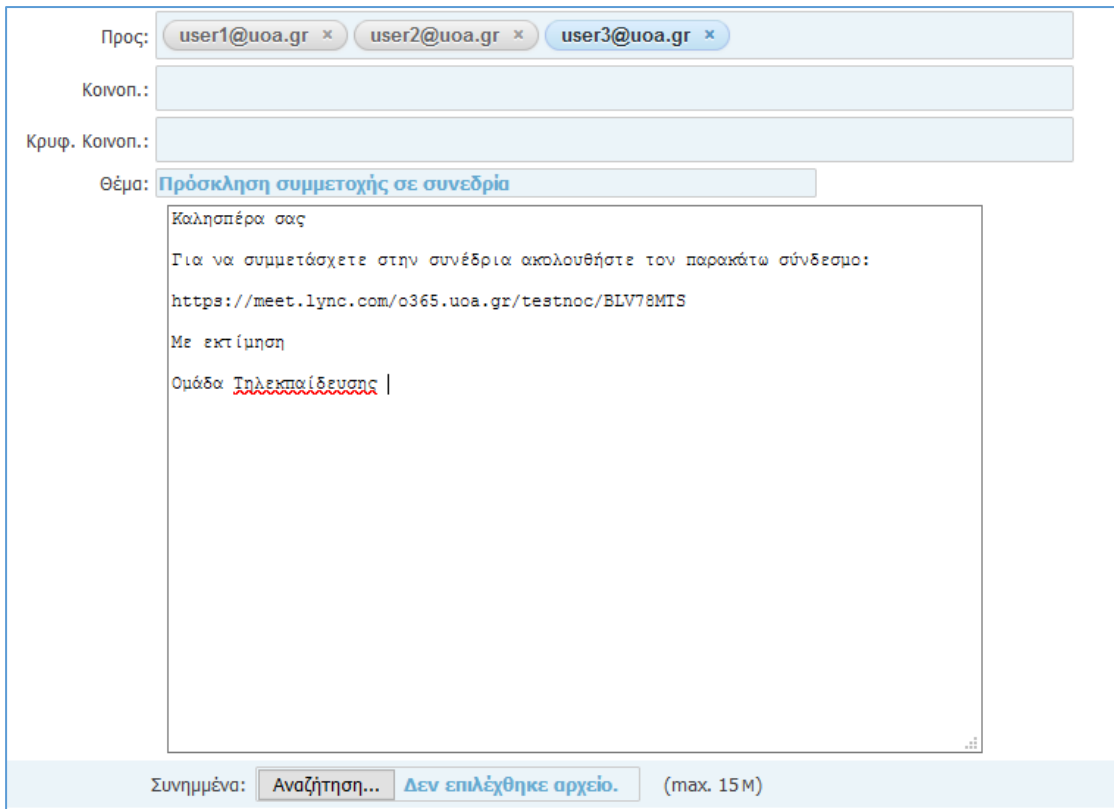 Προς: user1@uoa.gr × user2@uoa.gr × user3@uoa.gr ×
Κοινοπ.:
Κρυφ. Κοινοπ.:
Θέμα: Πρόσκληση συμμετοχής σε συνεδρία
Καλησπέρα σας
Για να συμμετάσχετε στην συνέδρια ακολουθήστε τον παρακάτω σύνδεσμο:
https://meet.lync.com/o365.uoa.gr/testnoc/BLV78MTS
Με εκτίμηση
Ομάδα Τηλεκπαίδευσης
Συνημμένα: Αναζήτηση... Δεν επιλέχθηκε αρχείο. (max. 15M)